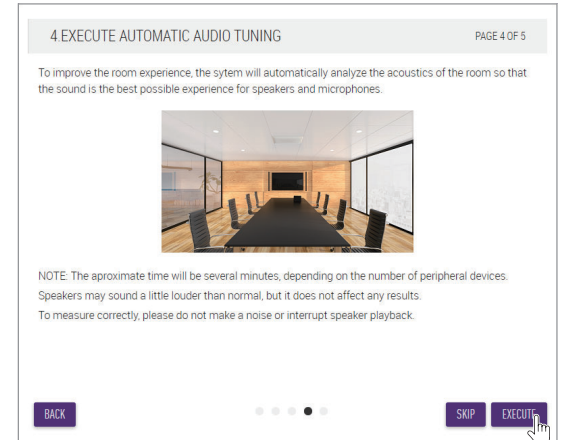 4.EXECUTE AUTOMATIC AUDIO TUNING
PAGE 4 OF 5
To improve the room experience, the sytem will automatically analyze the acoustics of the room so that
the sound is the best possible experience for speakers and microphones.
NOTE: The aproximate time will be several minutes, depending on the number of peripheral devices.
Speakers may sound a little louder than normal, but it does not affect any results.
To measure correctly, please do not make a noise or interrupt speaker playback.
BACK
SKIP
EXECUTE